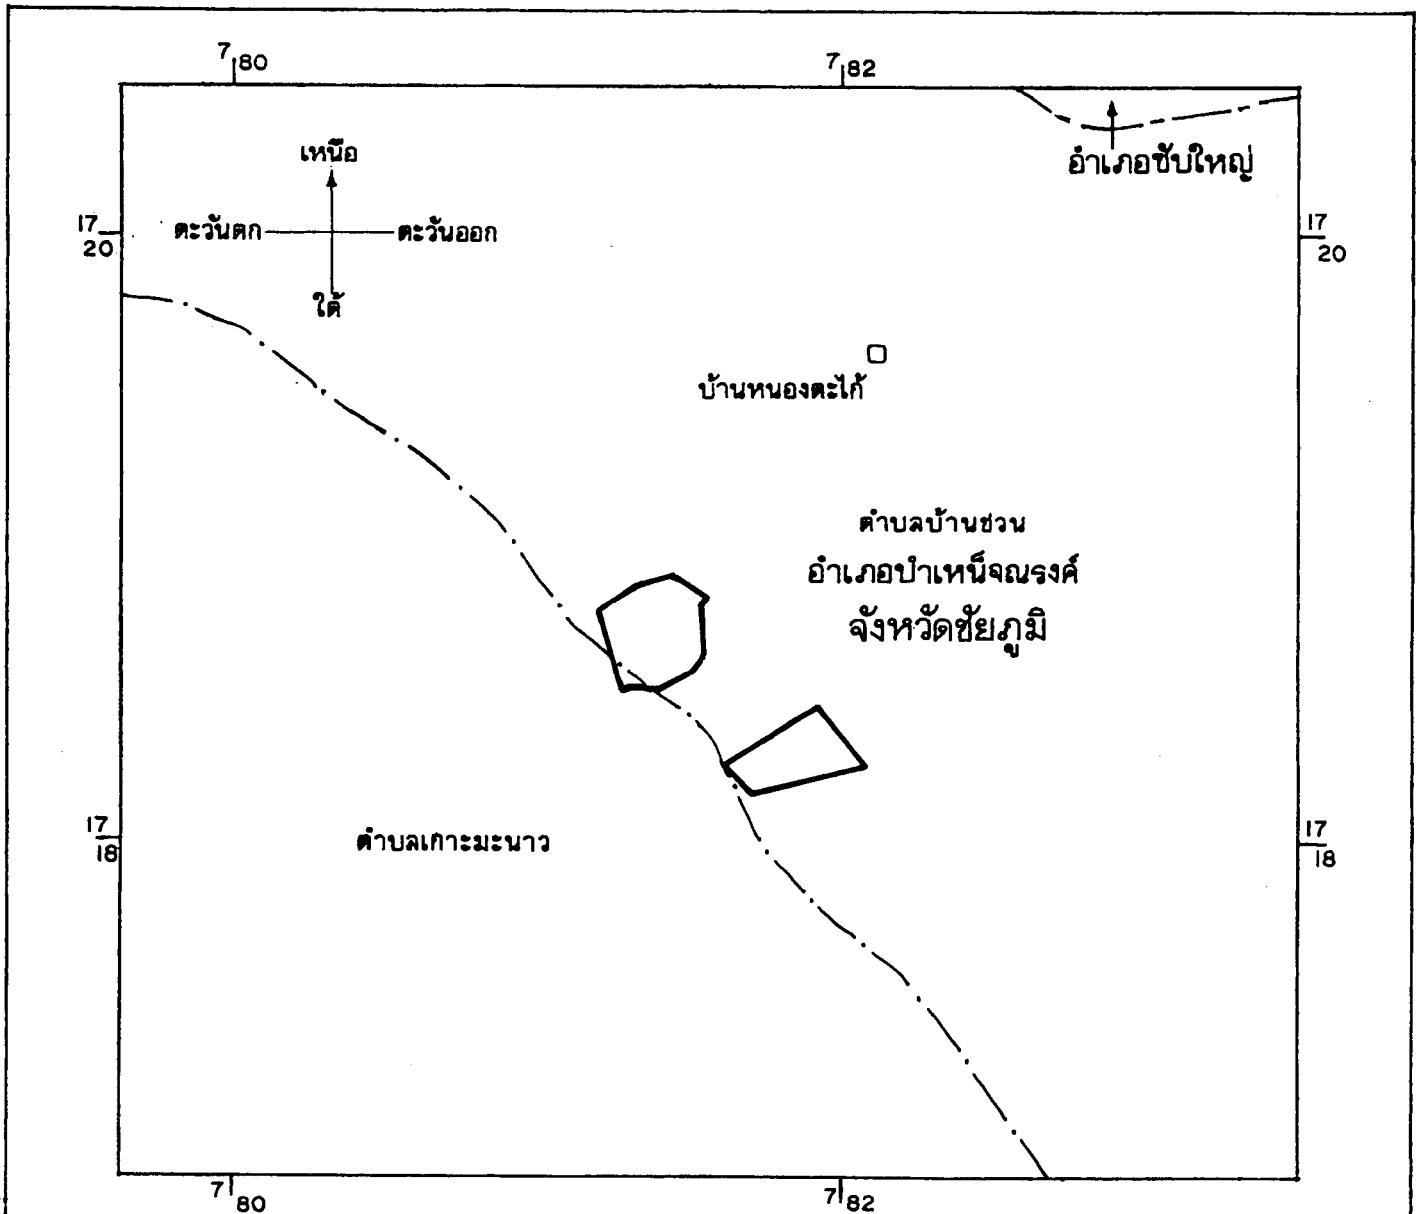 7 80
7 82
เหนือ
อำเภอซับใหญ่
17 20
ตะวันตก
ตะวันออก
17 20
ใต้
บ้านหนองตะไก้
ตำบลบ้านชวน
อำเภอบำเหน็จณรงค์
จังหวัดชัยภูมิ
17 18
ตำบลเกาะมะนาว
17 18
7 80
7 82